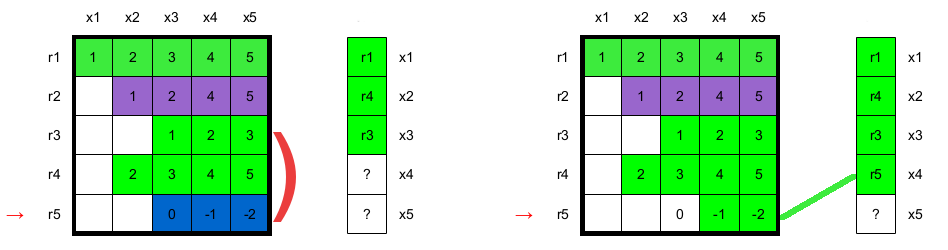 x1 x2 x3 x4 x5
r1 1 2 3 4 5 r1 x1
r2 1 2 4 5 r4 x2
r3 1 2 3 r3 x3
r4 2 3 4 5 ? x4
→ r5 0 -1 -2 ? x5
x1 x2 x3 x4 x5
r1 1 2 3 4 5 r1 x1
r2 1 2 4 5 r4 x2
r3 1 2 3 r3 x3
r4 2 3 4 5 r5 x4
→ r5 0 -1 -2 ? x5